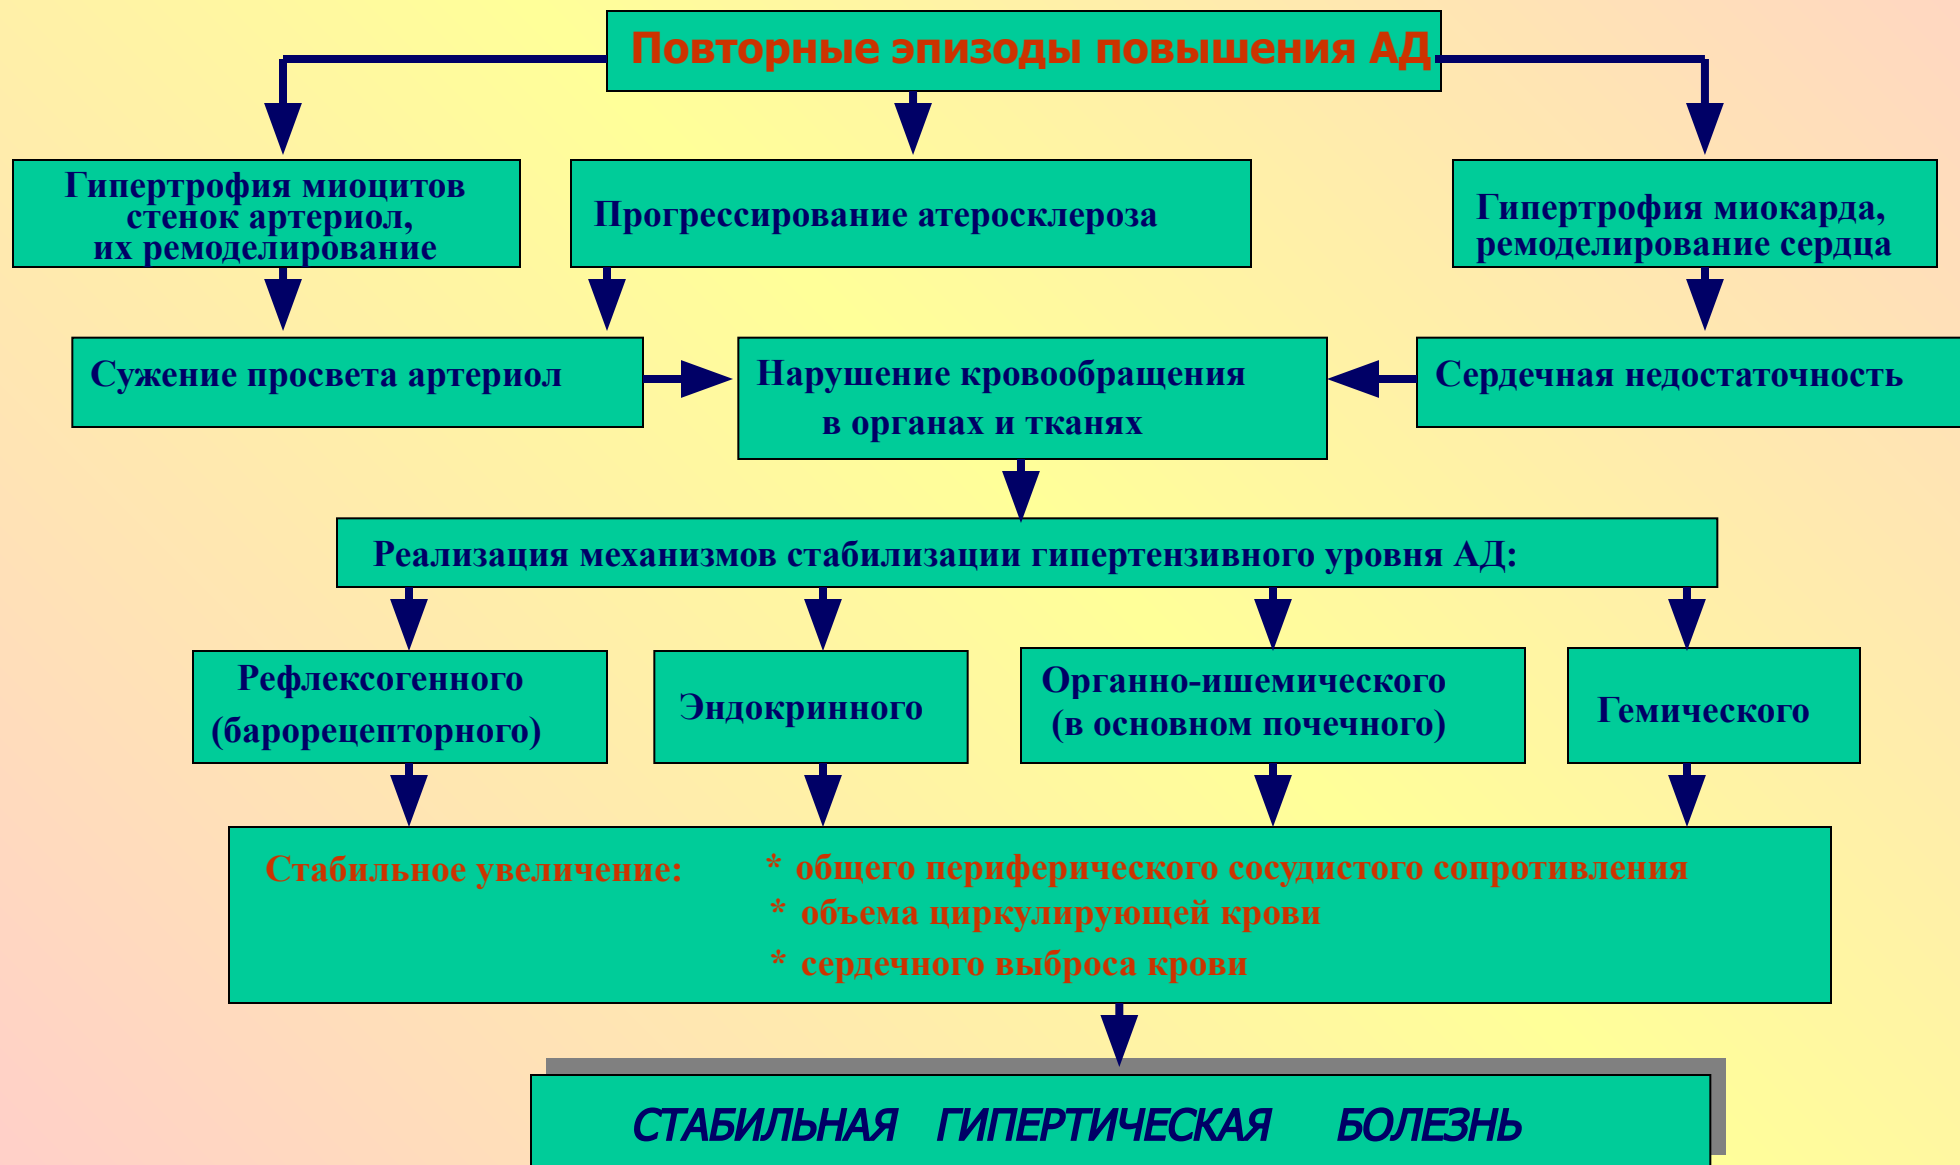 Повторные эпизоды повышения АД
Гипертрофия миоцитов
стенок артериол,
их ремоделирование
Прогрессирование атеросклероза
Гипертрофия миокарда,
ремоделирование сердца
Сужение просвета артериол
Нарушение кровообращения
в органах и тканях
Сердечная недостаточность
Реализация механизмов стабилизации гипертензивного уровня АД:
Рефлексогенного
(барорецепторного)
Эндокринного
Органно-ишемического
(в основном почечного)
Гемического
Стабильное увеличение: * общего периферического сосудистого сопротивления
* объема циркулирующей крови
* сердечного выброса крови
СТАБИЛЬНАЯ ГИПЕРТИЧЕСКАЯ БОЛЕЗНЬ